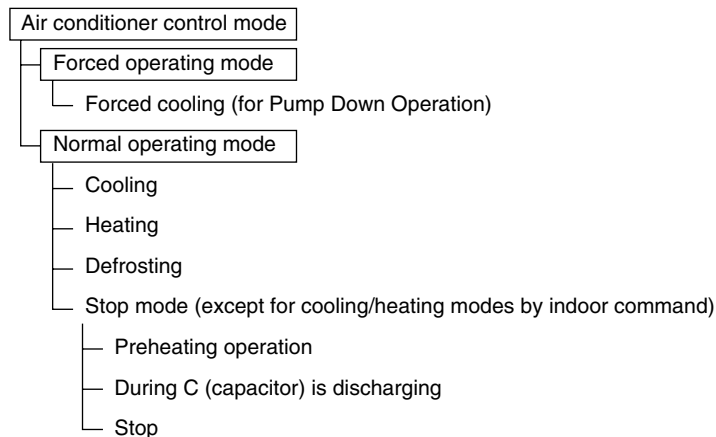 Air conditioner control mode
Forced operating mode
Forced cooling (for Pump Down Operation)
Normal operating mode
Cooling
Heating
Defrosting
Stop mode (except for cooling/heating modes by indoor command)
Preheating operation
During C (capacitor) is discharging
Stop